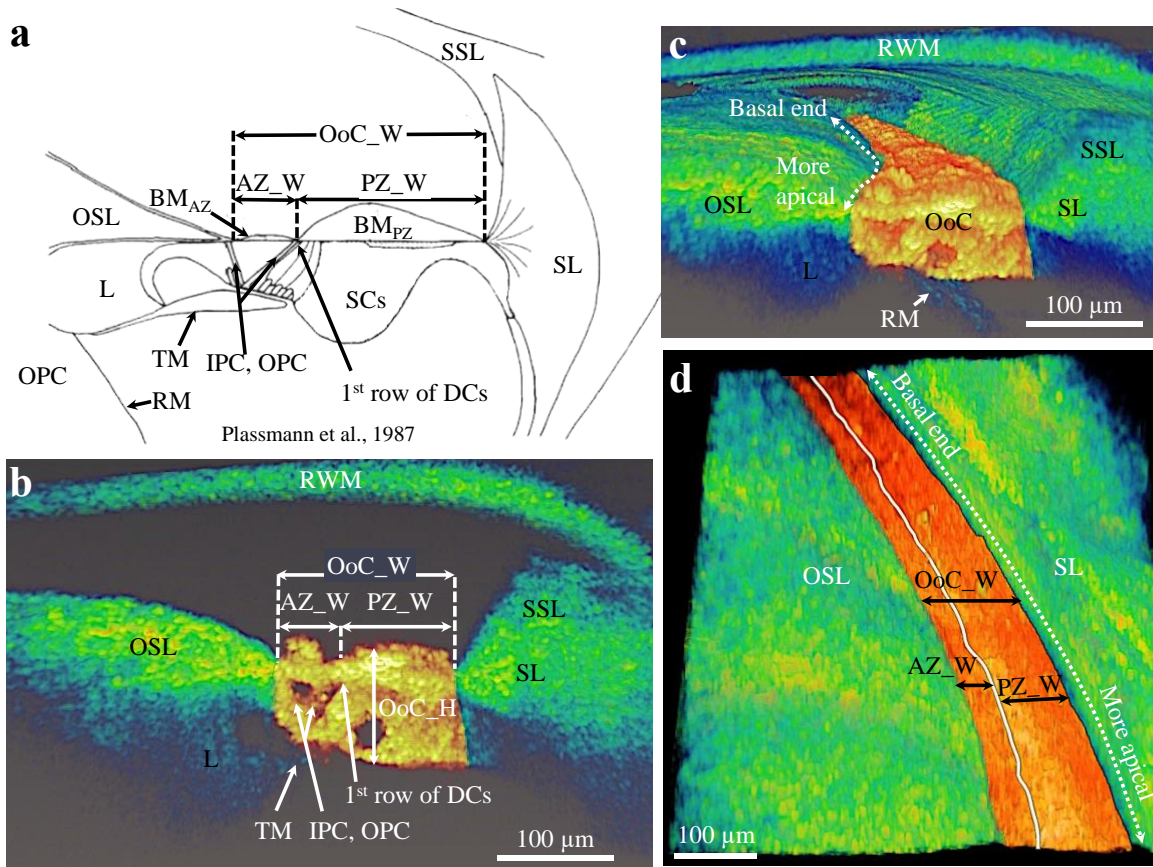 a
SSL
OoC_W
AZ_W
PZ_W
BMAZ
OSL
BMPZ
SL
L
SCs
TM
IPC, OPC
OPC
1st row of DCs
RM
Plassmann et al., 1987
b
RWM
OoC_W
AZ_W
PZ_W
SSL
OSL
SL
OoC_H
L
1st row of DCs
TM
IPC, OPC
100 µm
c
RWM
Basal end
More
apical
SSL
OSL
OoC
SL
L
RM
100 µm
d
Basal end
SL
OSL
OoC_W
AZ_W
PZ_W
More apical
100 µm